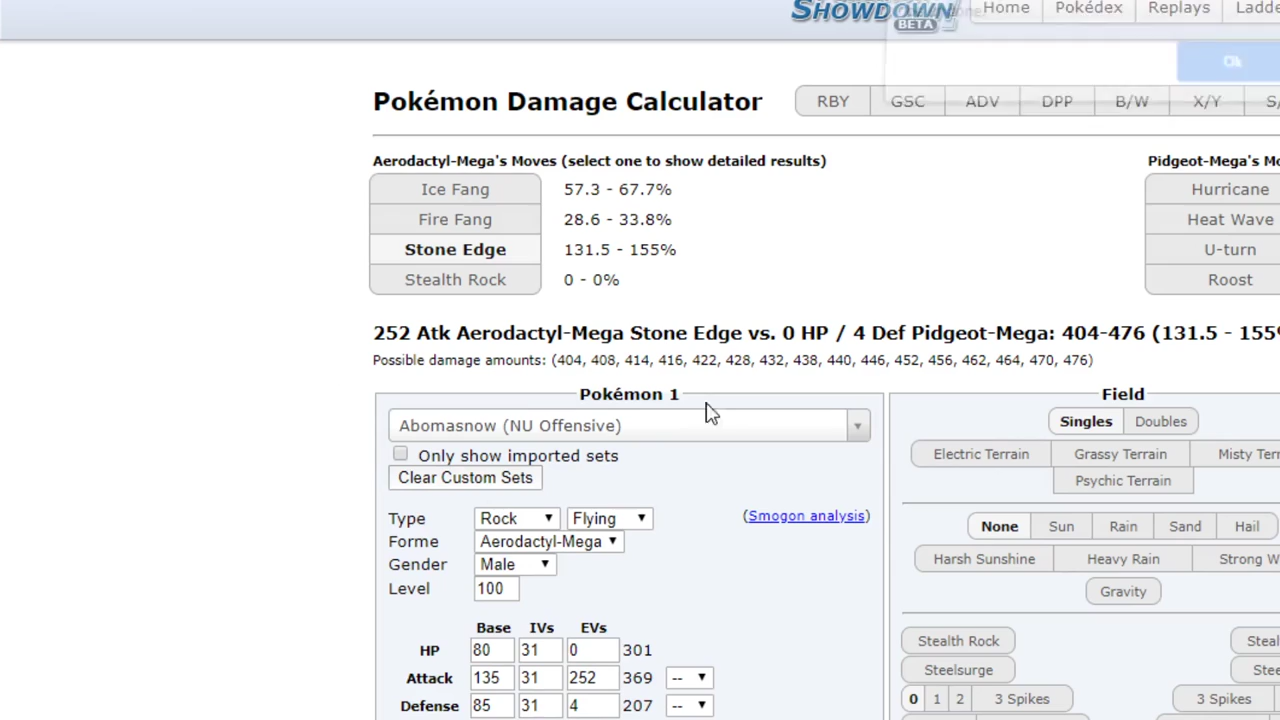 SHOWDOWN
BETA
Home Pokédex Replays Ladde
Ok
Pokémon Damage Calculator
RBY GSC ADV DPP B/W X/Y S/
Aerodactyl-Mega's Moves (select one to show detailed results)
Pidgeot-Mega's Mo
Ice Fang 57.3 - 67.7%
Hurricane
Fire Fang 28.6 - 33.8%
Heat Wave
Stone Edge 131.5 - 155%
U-turn
Stealth Rock 0 - 0%
Roost
252 Atk Aerodactyl-Mega Stone Edge vs. 0 HP / 4 Def Pidgeot-Mega: 404-476 (131.5 - 155%
Possible damage amounts: (404, 408, 414, 416, 422, 428, 432, 438, 440, 446, 452, 456, 462, 464, 470, 476)
Pokémon 1
Abomasnow (NU Offensive)
Only show imported sets
Clear Custom Sets
Type Rock Flying (Smogon analysis)
Forme Aerodactyl-Mega
Gender Male
Level 100
Base IVs EVs
HP 80 31 0 301
Attack 135 31 252 369 --
Defense 85 31 4 207 --
Field
Singles Doubles
Electric Terrain Grassy Terrain Misty Terr
Psychic Terrain
None Sun Rain Sand Hail
Harsh Sunshine Heavy Rain Strong W
Gravity
Stealth Rock Steal
Steelsurge Stee
0 1 2 3 Spikes 3 Spikes